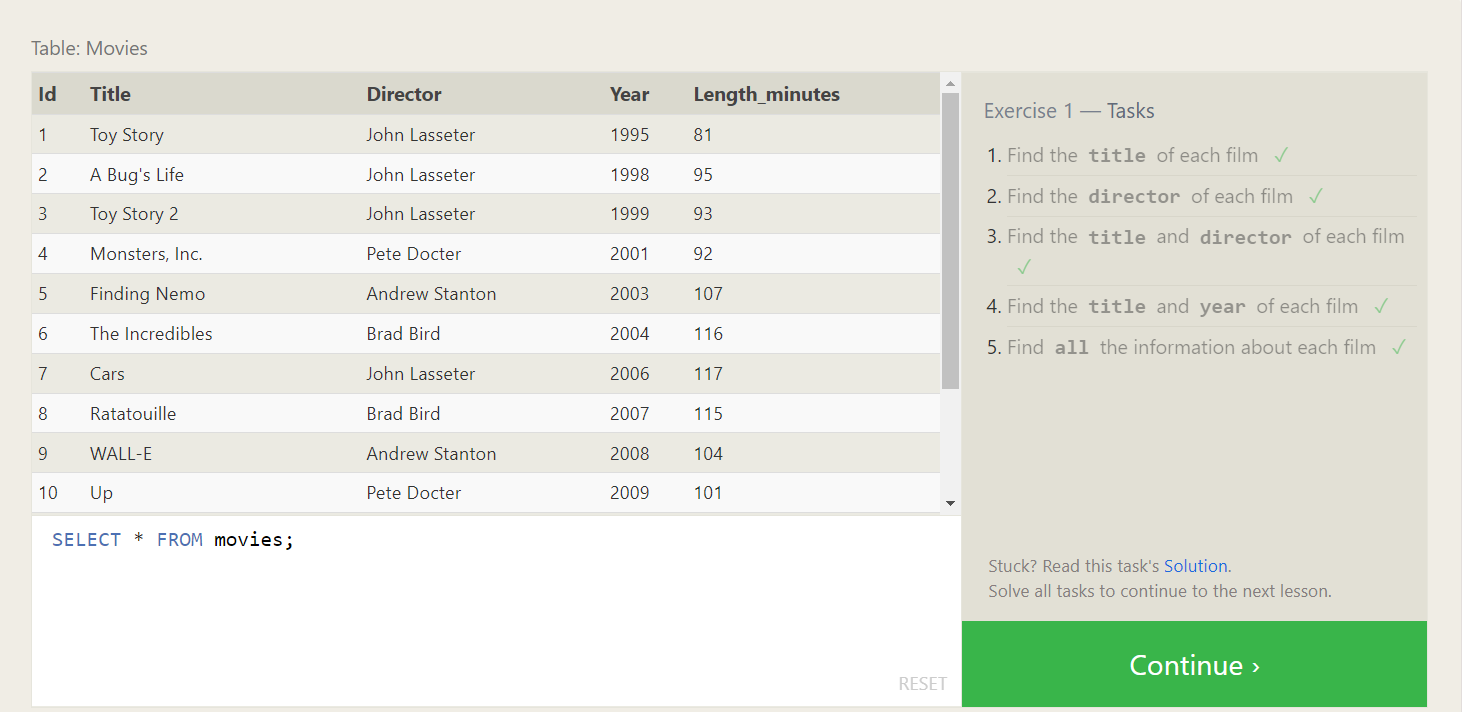 Table: Movies
Id Title Director Year Length_minutes
1 Toy Story John Lasseter 1995 81
2 A Bug's Life John Lasseter 1998 95
3 Toy Story 2 John Lasseter 1999 93
4 Monsters, Inc. Pete Docter 2001 92
5 Finding Nemo Andrew Stanton 2003 107
6 The Incredibles Brad Bird 2004 116
7 Cars John Lasseter 2006 117
8 Ratatouille Brad Bird 2007 115
9 WALL-E Andrew Stanton 2008 104
10 Up Pete Docter 2009 101
SELECT * FROM movies;
RESET
Exercise 1 — Tasks
1. Find the title of each film ✓
2. Find the director of each film ✓
3. Find the title and director of each film
✓
4. Find the title and year of each film ✓
5. Find all the information about each film ✓
Stuck? Read this task's Solution.
Solve all tasks to continue to the next lesson.
Continue ›